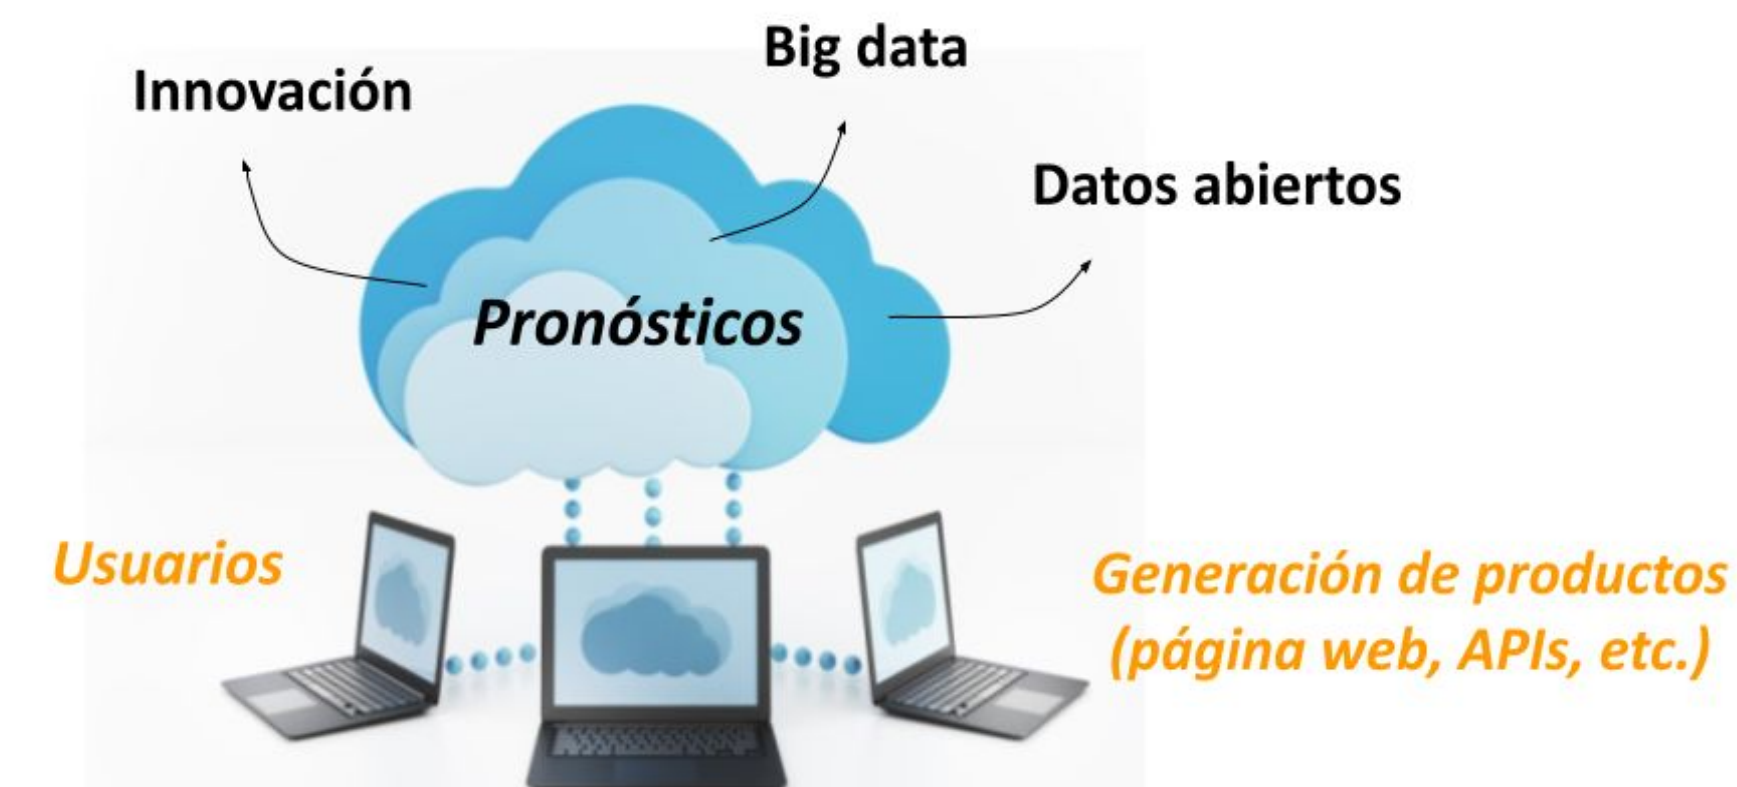 Big data
Innovación
Datos abiertos
Pronósticos
Usuarios
Generación de productos
(página web, APIs, etc.)